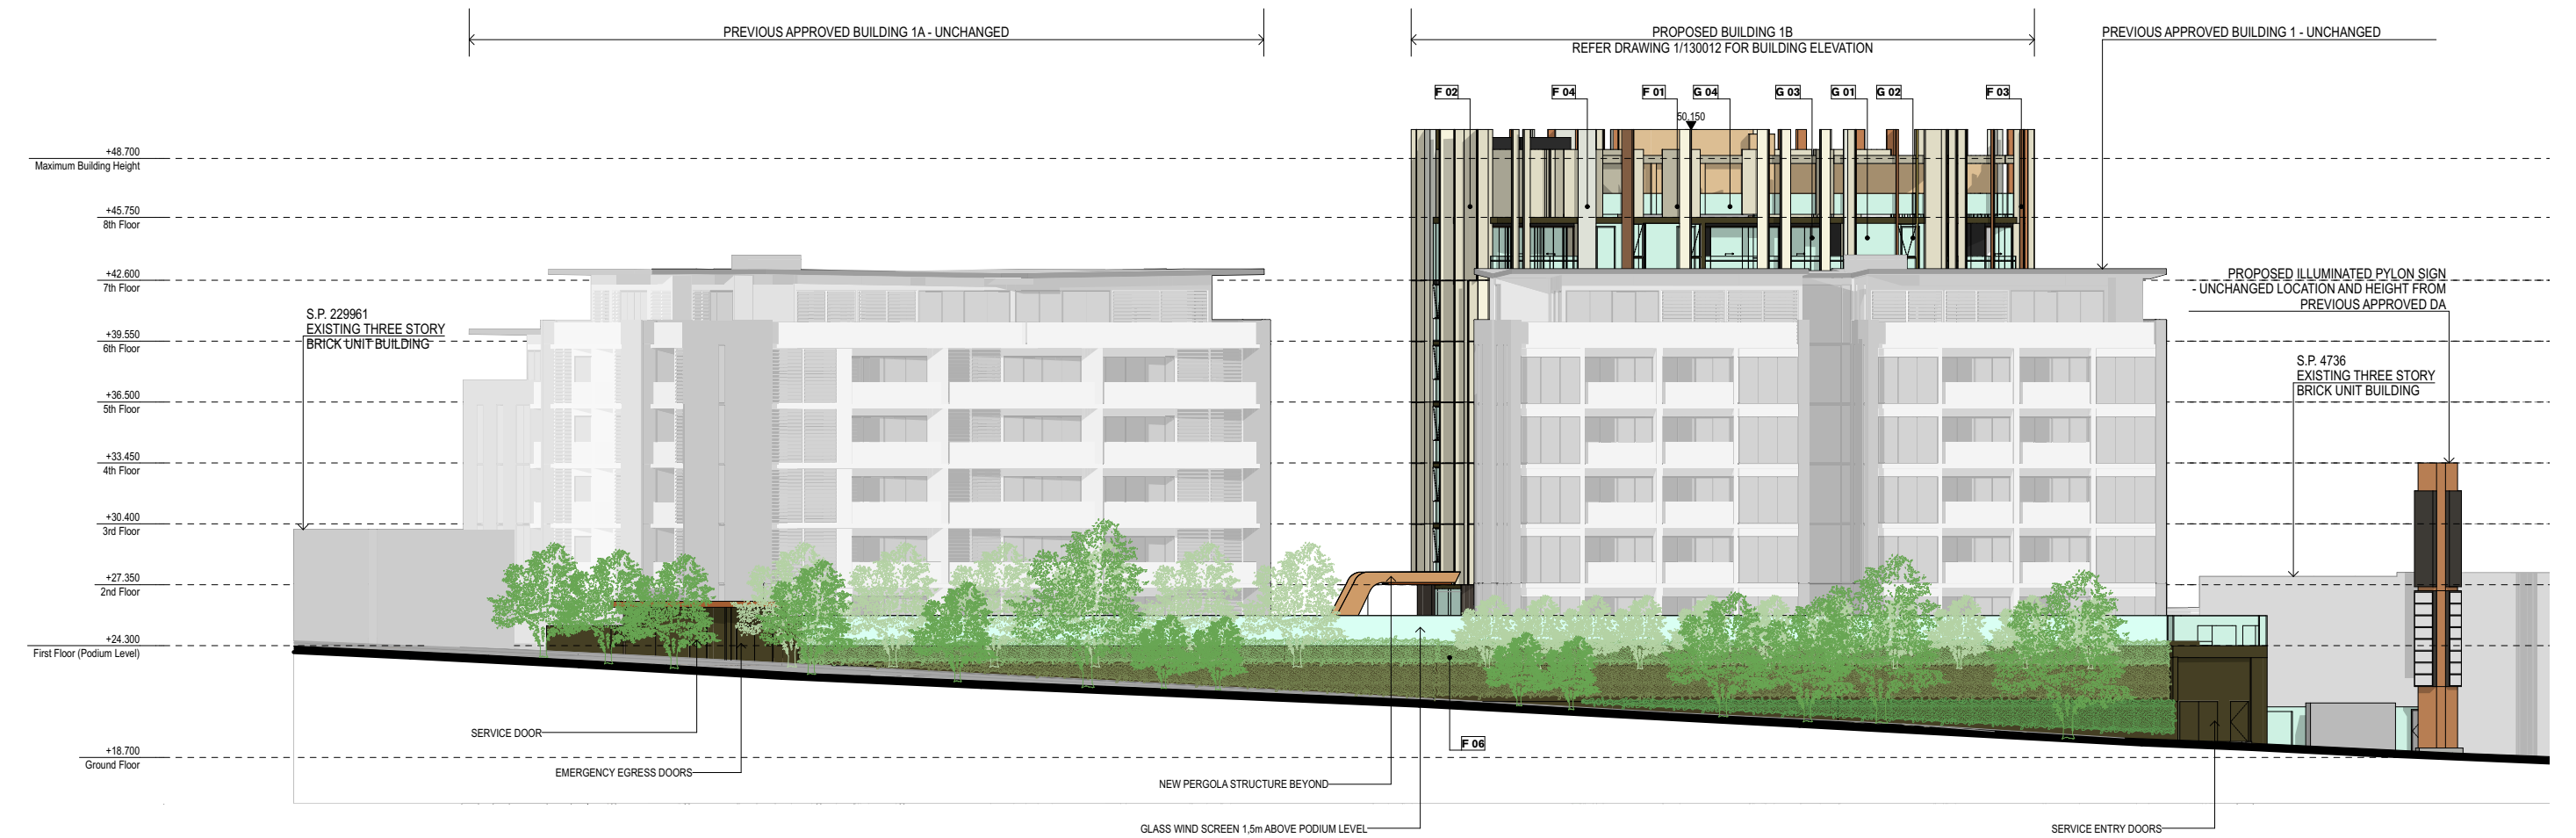 PREVIOUS APPROVED BUILDING 1A - UNCHANGED
PROPOSED BUILDING 1B
REFER DRAWING 1/130012 FOR BUILDING ELEVATION
PREVIOUS APPROVED BUILDING 1 - UNCHANGED
F 02
F 04
F 01
G 04
G 03
G 01
G 02
F 03
50,150
+48.700
Maximum Building Height
+45.750
8th Floor
+42.600
7th Floor
PROPOSED ILLUMINATED PYLON SIGN
- UNCHANGED LOCATION AND HEIGHT FROM
PREVIOUS APPROVED DA
S.P. 229961
EXISTING THREE STORY
BRICK UNIT BUILDING
+39.550
6th Floor
S.P. 4736
EXISTING THREE STORY
BRICK UNIT BUILDING
+36.500
5th Floor
+33.450
4th Floor
+30.400
3rd Floor
+27.350
2nd Floor
+24.300
First Floor (Podium Level)
+18.700
Ground Floor
SERVICE DOOR
F 06
EMERGENCY EGRESS DOORS
NEW PERGOLA STRUCTURE BEYOND
GLASS WIND SCREEN 1,5m ABOVE PODIUM LEVEL
SERVICE ENTRY DOORS